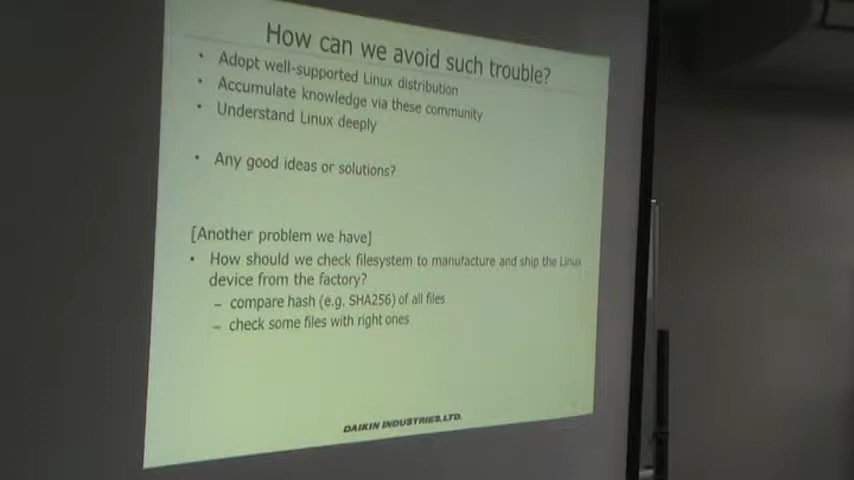 How can we avoid such trouble?
• Adopt well-supported Linux distribution
• Accumulate knowledge via these community
• Understand Linux deeply
• Any good ideas or solutions?
[Another problem we have]
• How should we check filesystem to manufacture and ship the Linux
device from the factory?
– compare hash (e.g. SHA256) of all files
– check some files with right ones
DAIKIN INDUSTRIES, LTD.